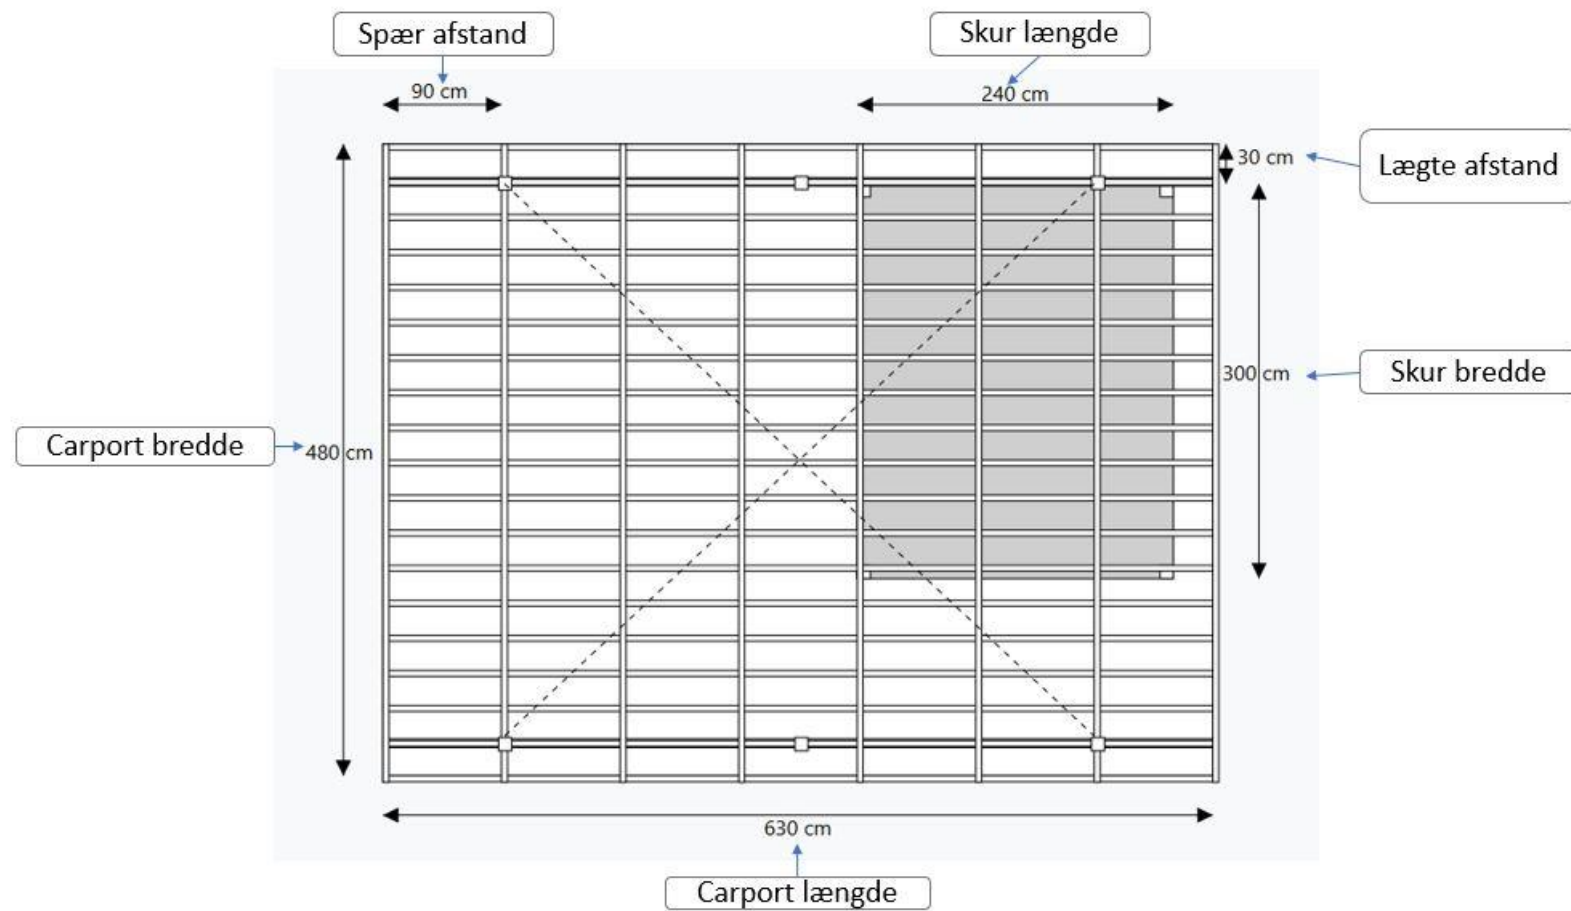 Spær afstand
Skur længde
90 cm
240 cm
30 cm
Lægte afstand
300 cm
Skur bredde
Carport bredde
480 cm
630 cm
Carport længde